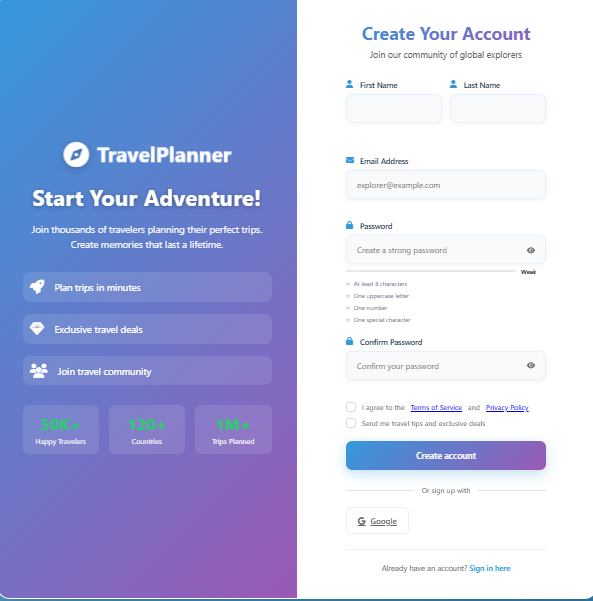 TravelPlanner
Start Your Adventure!
Join thousands of travelers planning their perfect trips.
Create memories that last a lifetime.
Plan trips in minutes
Exclusive travel deals
Join travel community
50K+ 120+ 1M+
Happy Travelers Countries Trips Planned
Create Your Account
Join our community of global explorers
First Name Last Name
Email Address
explorer@example.com
Password
Create a strong password
Weak
At least 8 characters
One uppercase letter
One number
One special character
Confirm Password
Confirm your password
I agree to the Terms of Service and Privacy Policy
Send me travel tips and exclusive deals
Create account
Or sign up with
Google
Already have an account? Sign in here